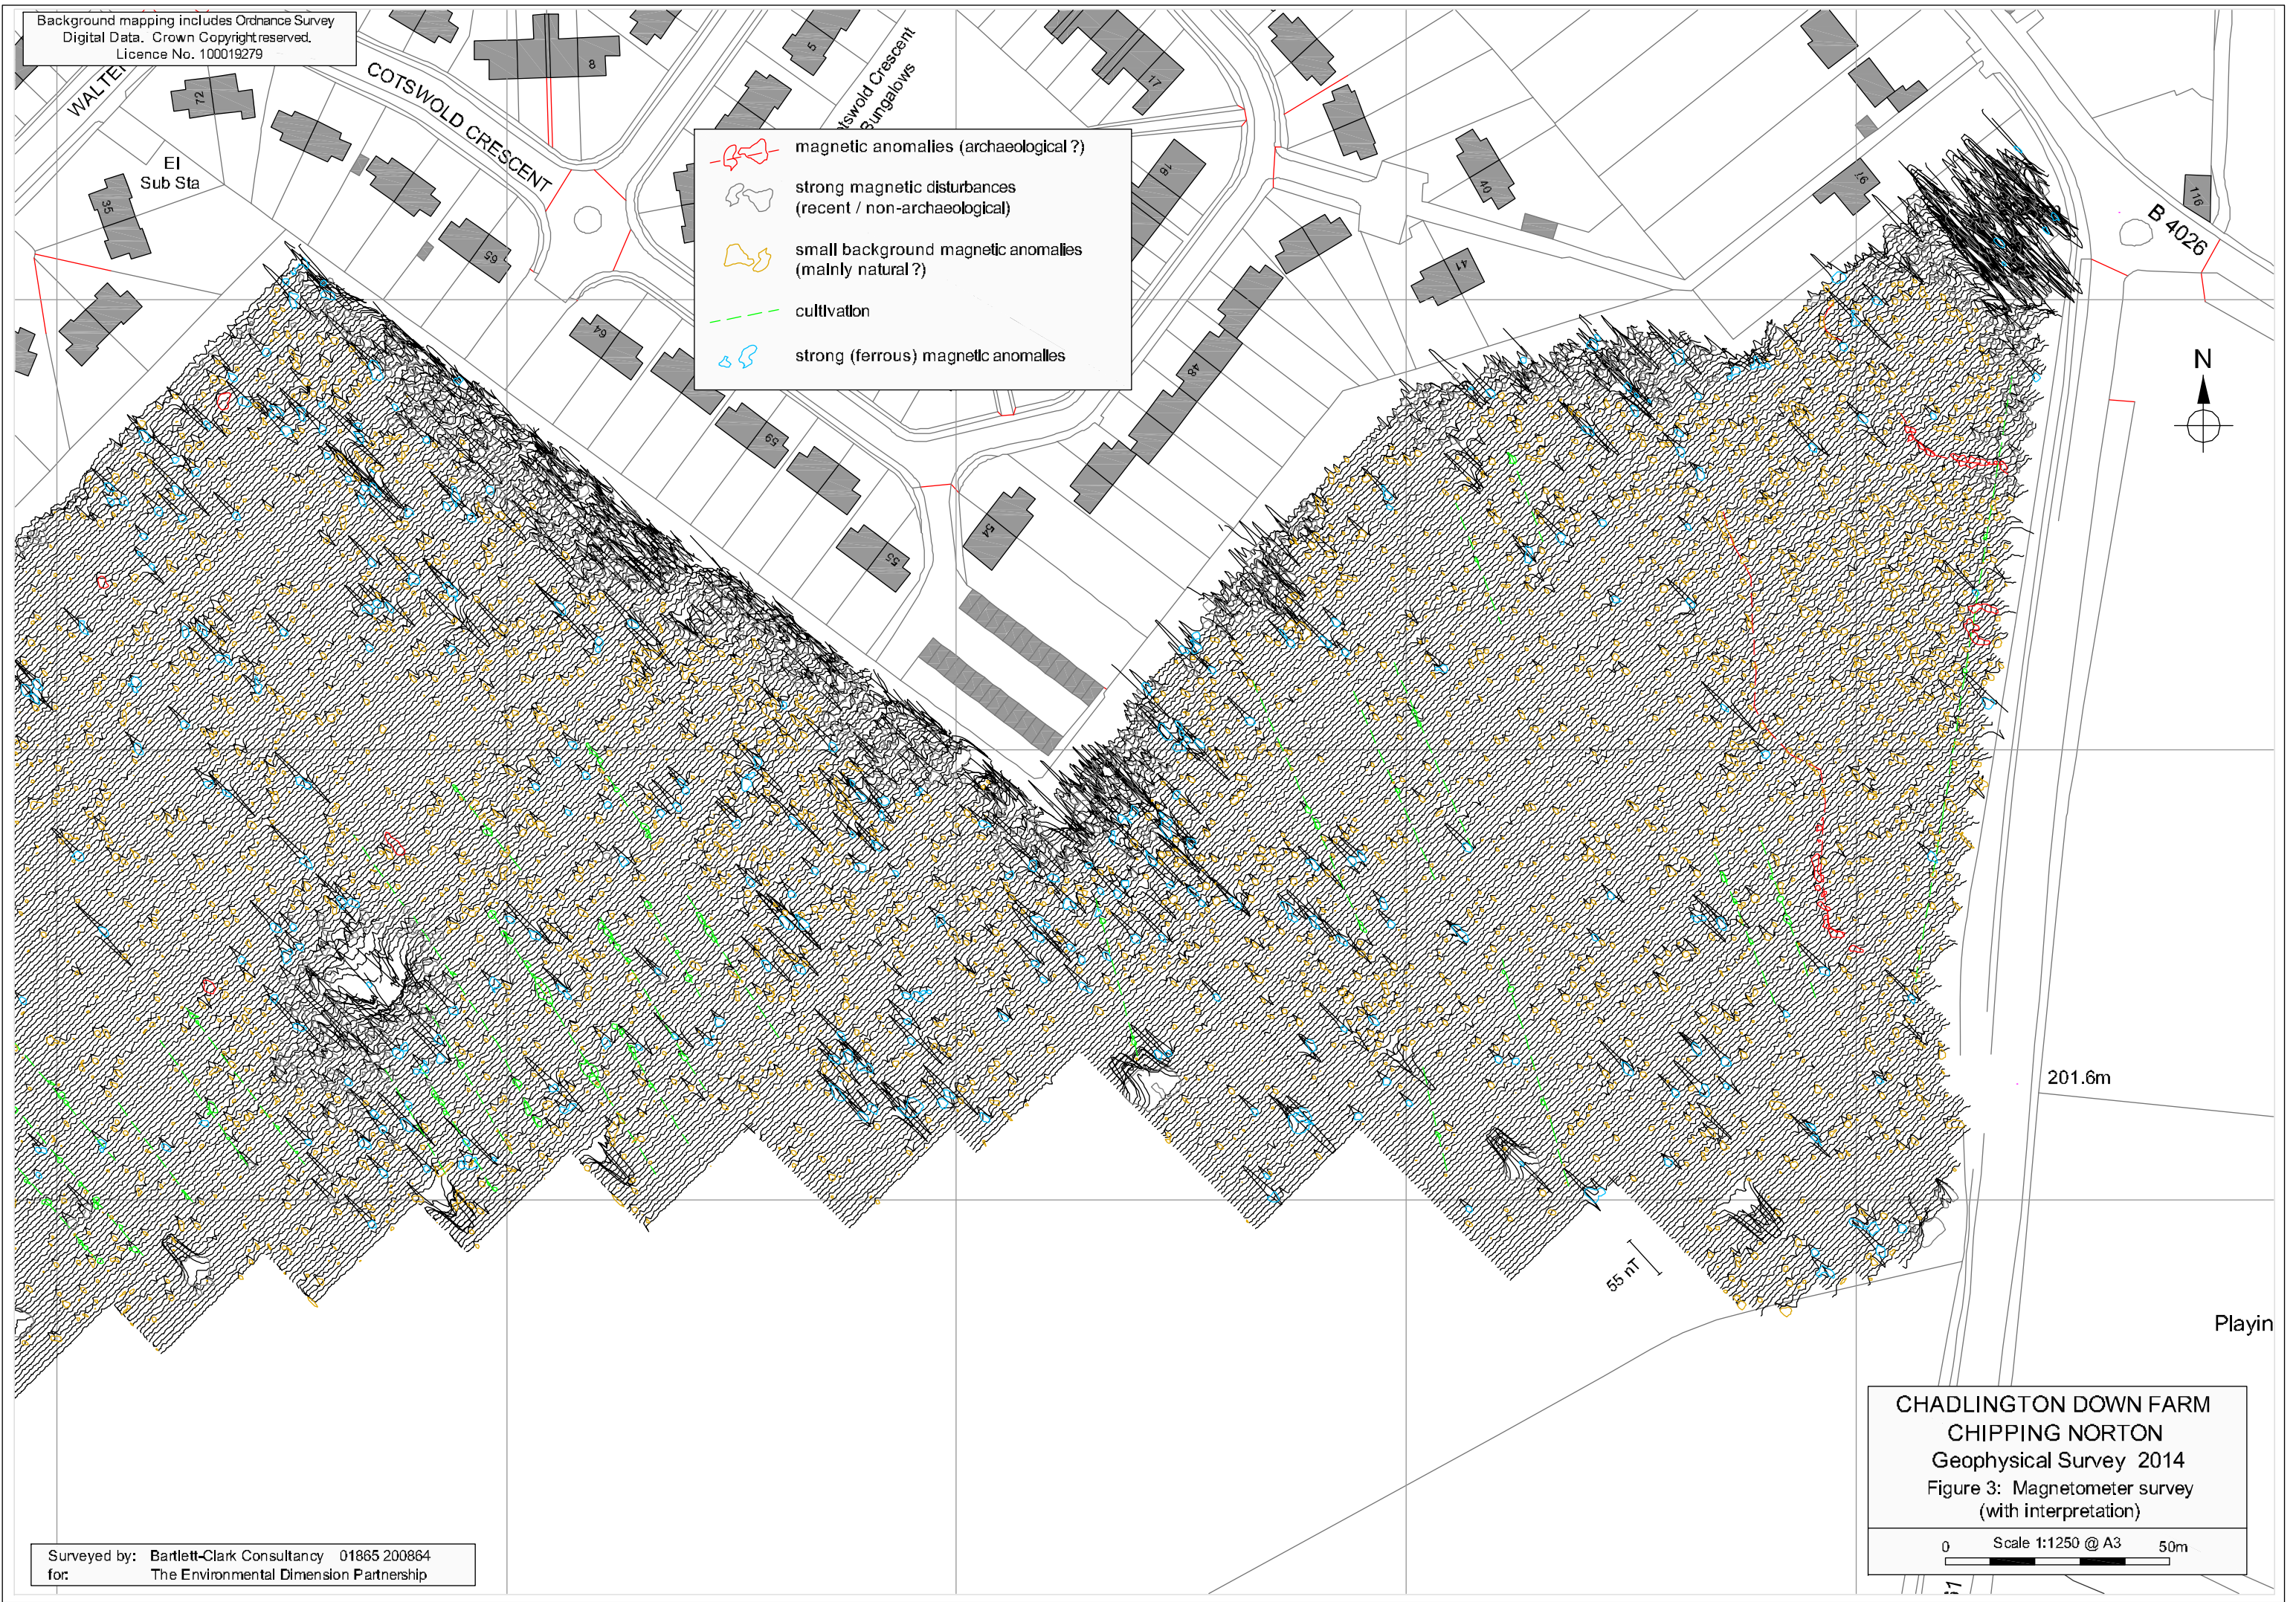 Background mapping includes Ordnance Survey
Digital Data. Crown Copyright reserved.
Licence No. 100019279
COTSWOLD CRESCENT
El
Sub Sta
72
35
65
8
5
17
Bungalows
Crescent
16
40
41
76
116
B 4026
64
59
55
54
48
magnetic anomalies (archaeological ?)
strong magnetic disturbances
(recent / non-archaeological)
small background magnetic anomalies
(mainly natural ?)
cultivation
strong (ferrous) magnetic anomalies
N
201.6m
55 nT
Playin
CHADLINGTON DOWN FARM
CHIPPING NORTON
Geophysical Survey 2014
Figure 3: Magnetometer survey
(with interpretation)
0 Scale 1:1250 @ A3 50m
Surveyed by: Bartlett-Clark Consultancy 01865 200864
for: The Environmental Dimension Partnership